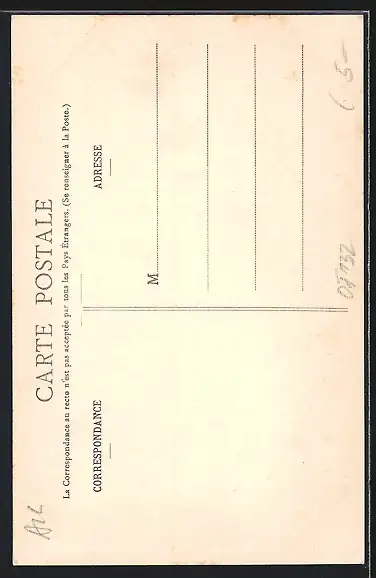 CARTE POSTALE
La Correspondance au recto n'est pas acceptée par tous les Pays Étrangers. (Se renseigner à la Poste.)
CORRESPONDANCE
ADRESSE
M